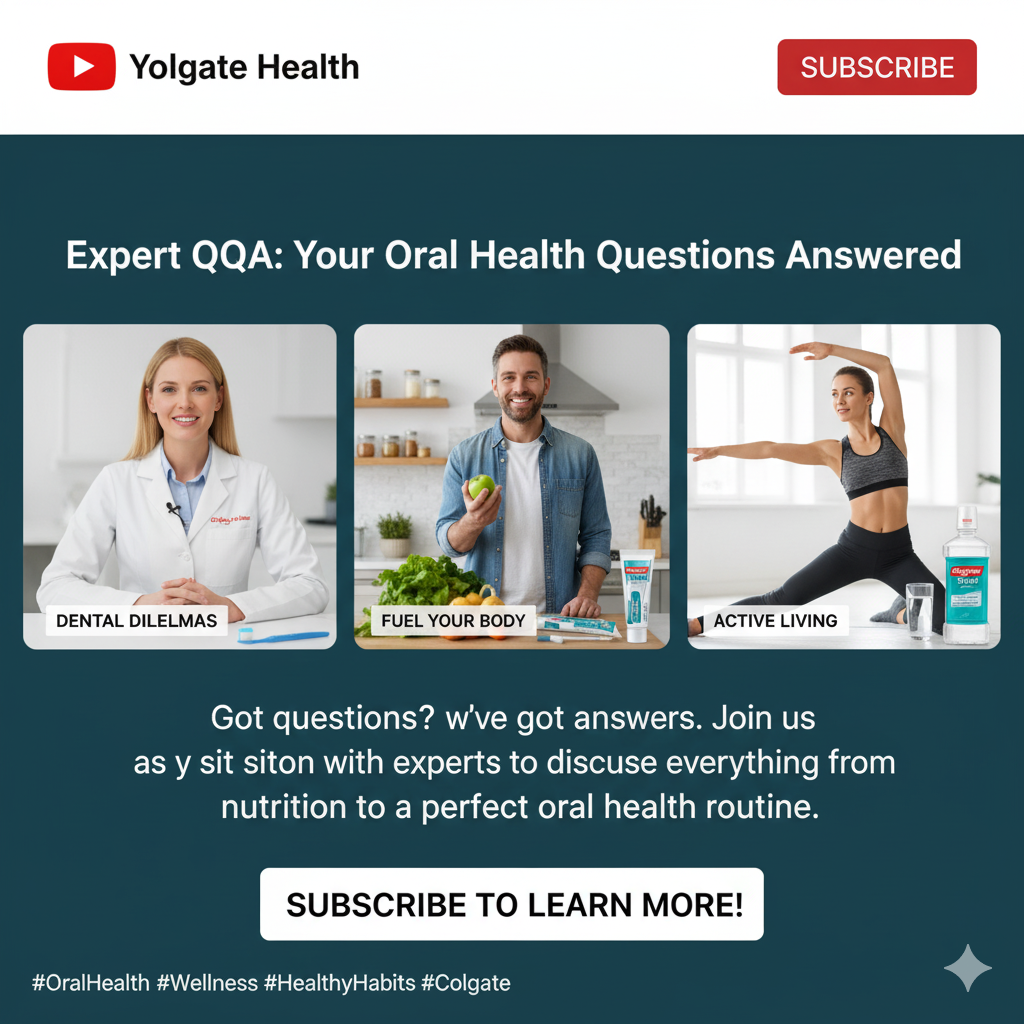 Yolgate Health
SUBSCRIBE
Expert QQA: Your Oral Health Questions Answered
DENTAL DILELMAS
FUEL YOUR BODY
ACTIVE LIVING
Got questions? w've got answers. Join us
as y sit siton with experts to discuse everything from
nutrition to a perfect oral health routine.
SUBSCRIBE TO LEARN MORE!
#OralHealth #Wellness #HealthyHabits #Colgate